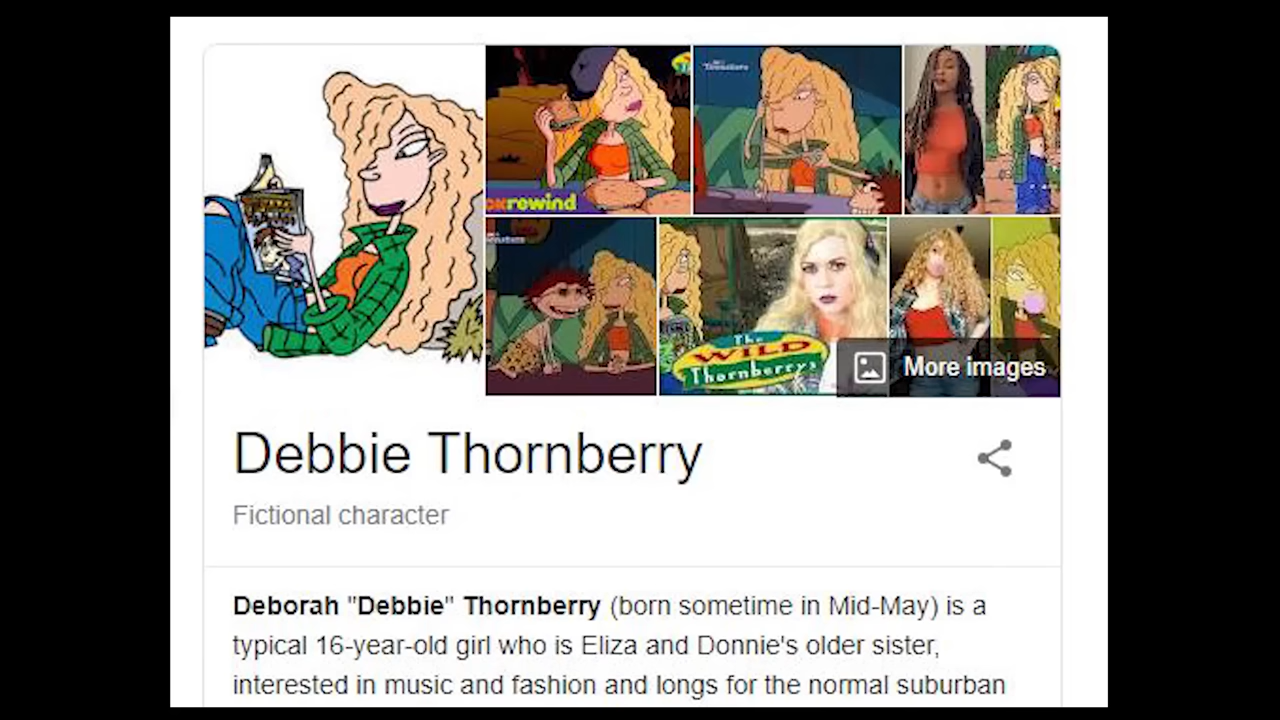 rewind
The
WILD
Thornberrys
More images
Debbie Thornberry
Fictional character
Deborah "Debbie" Thornberry (born sometime in Mid-May) is a
typical 16-year-old girl who is Eliza and Donnie's older sister,
interested in music and fashion and longs for the normal suburban